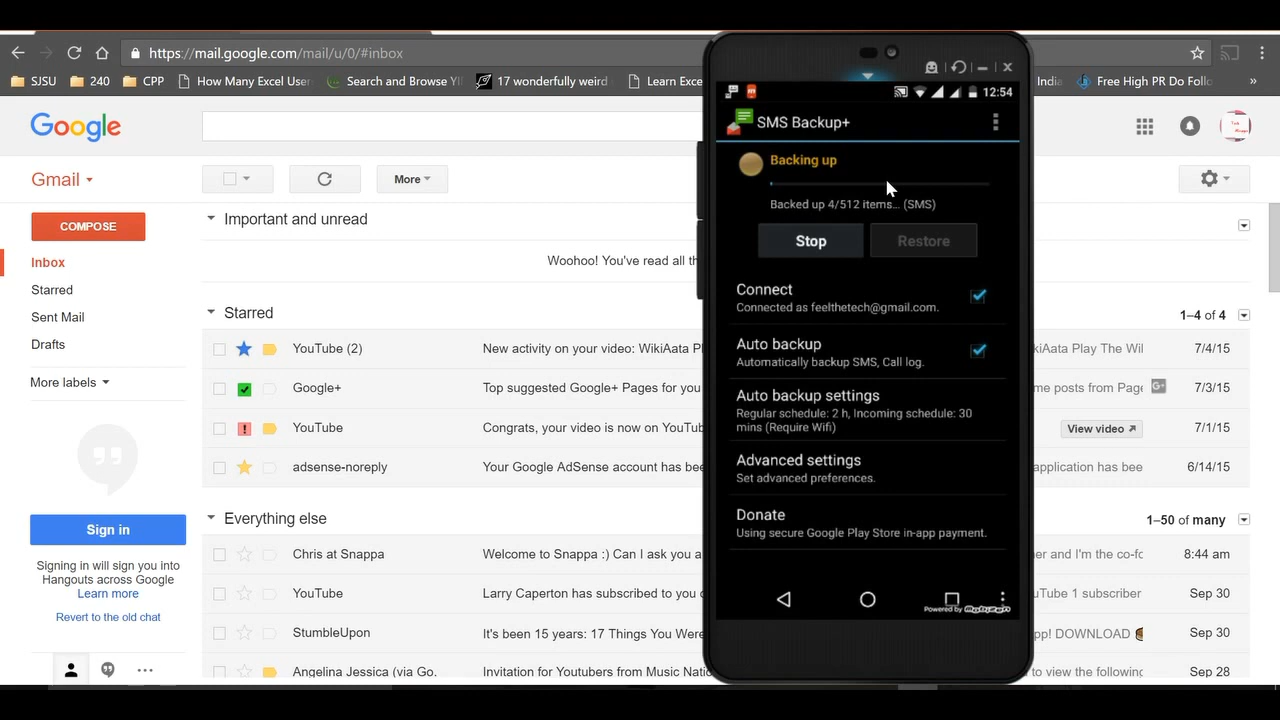 https://mail.google.com/mail/u/0/#inbox
SJSU 240 CPP How Many Excel User Search and Browse YI 17 wonderfully weird Learn Exce India Free High PR Do Follo »
Google
Gmail
More
COMPOSE
Inbox
Starred
Sent Mail
Drafts
More labels
Sign in
Signing in will sign you into
Hangouts across Google
Learn more
Revert to the old chat
Important and unread
Woohoo! You've read all th
Starred
1–4 of 4
YouTube (2) New activity on your video: WikiAata Pl kiAata Play The Wil 7/4/15
Google+ Top suggested Google+ Pages for you me posts from Page G+ 7/3/15
YouTube Congrats, your video is now on YouTub View video 7/1/15
adsense-noreply Your Google AdSense account has bee application has bee 6/14/15
Everything else
1–50 of many
Chris at Snappa Welcome to Snappa :) Can I ask you a er and I'm the co-fc 8:44 am
YouTube Larry Caperton has subscribed to you YouTube 1 subscriber Sep 30
StumbleUpon It's been 15 years: 17 Things You Were pp! DOWNLOAD Sep 30
Angelina Jessica (via Go. Invitation for Youtubers from Music Natio to view the following Sep 28
12:54
SMS Backup+
Backing up
Backed up 4/512 items... (SMS)
Stop Restore
Connect
Connected as feelthetech@gmail.com.
Auto backup
Automatically backup SMS, Call log.
Auto backup settings
Regular schedule: 2 h, Incoming schedule: 30
mins (Require Wifi)
Advanced settings
Set advanced preferences.
Donate
Using secure Google Play Store in-app payment.
Powered by